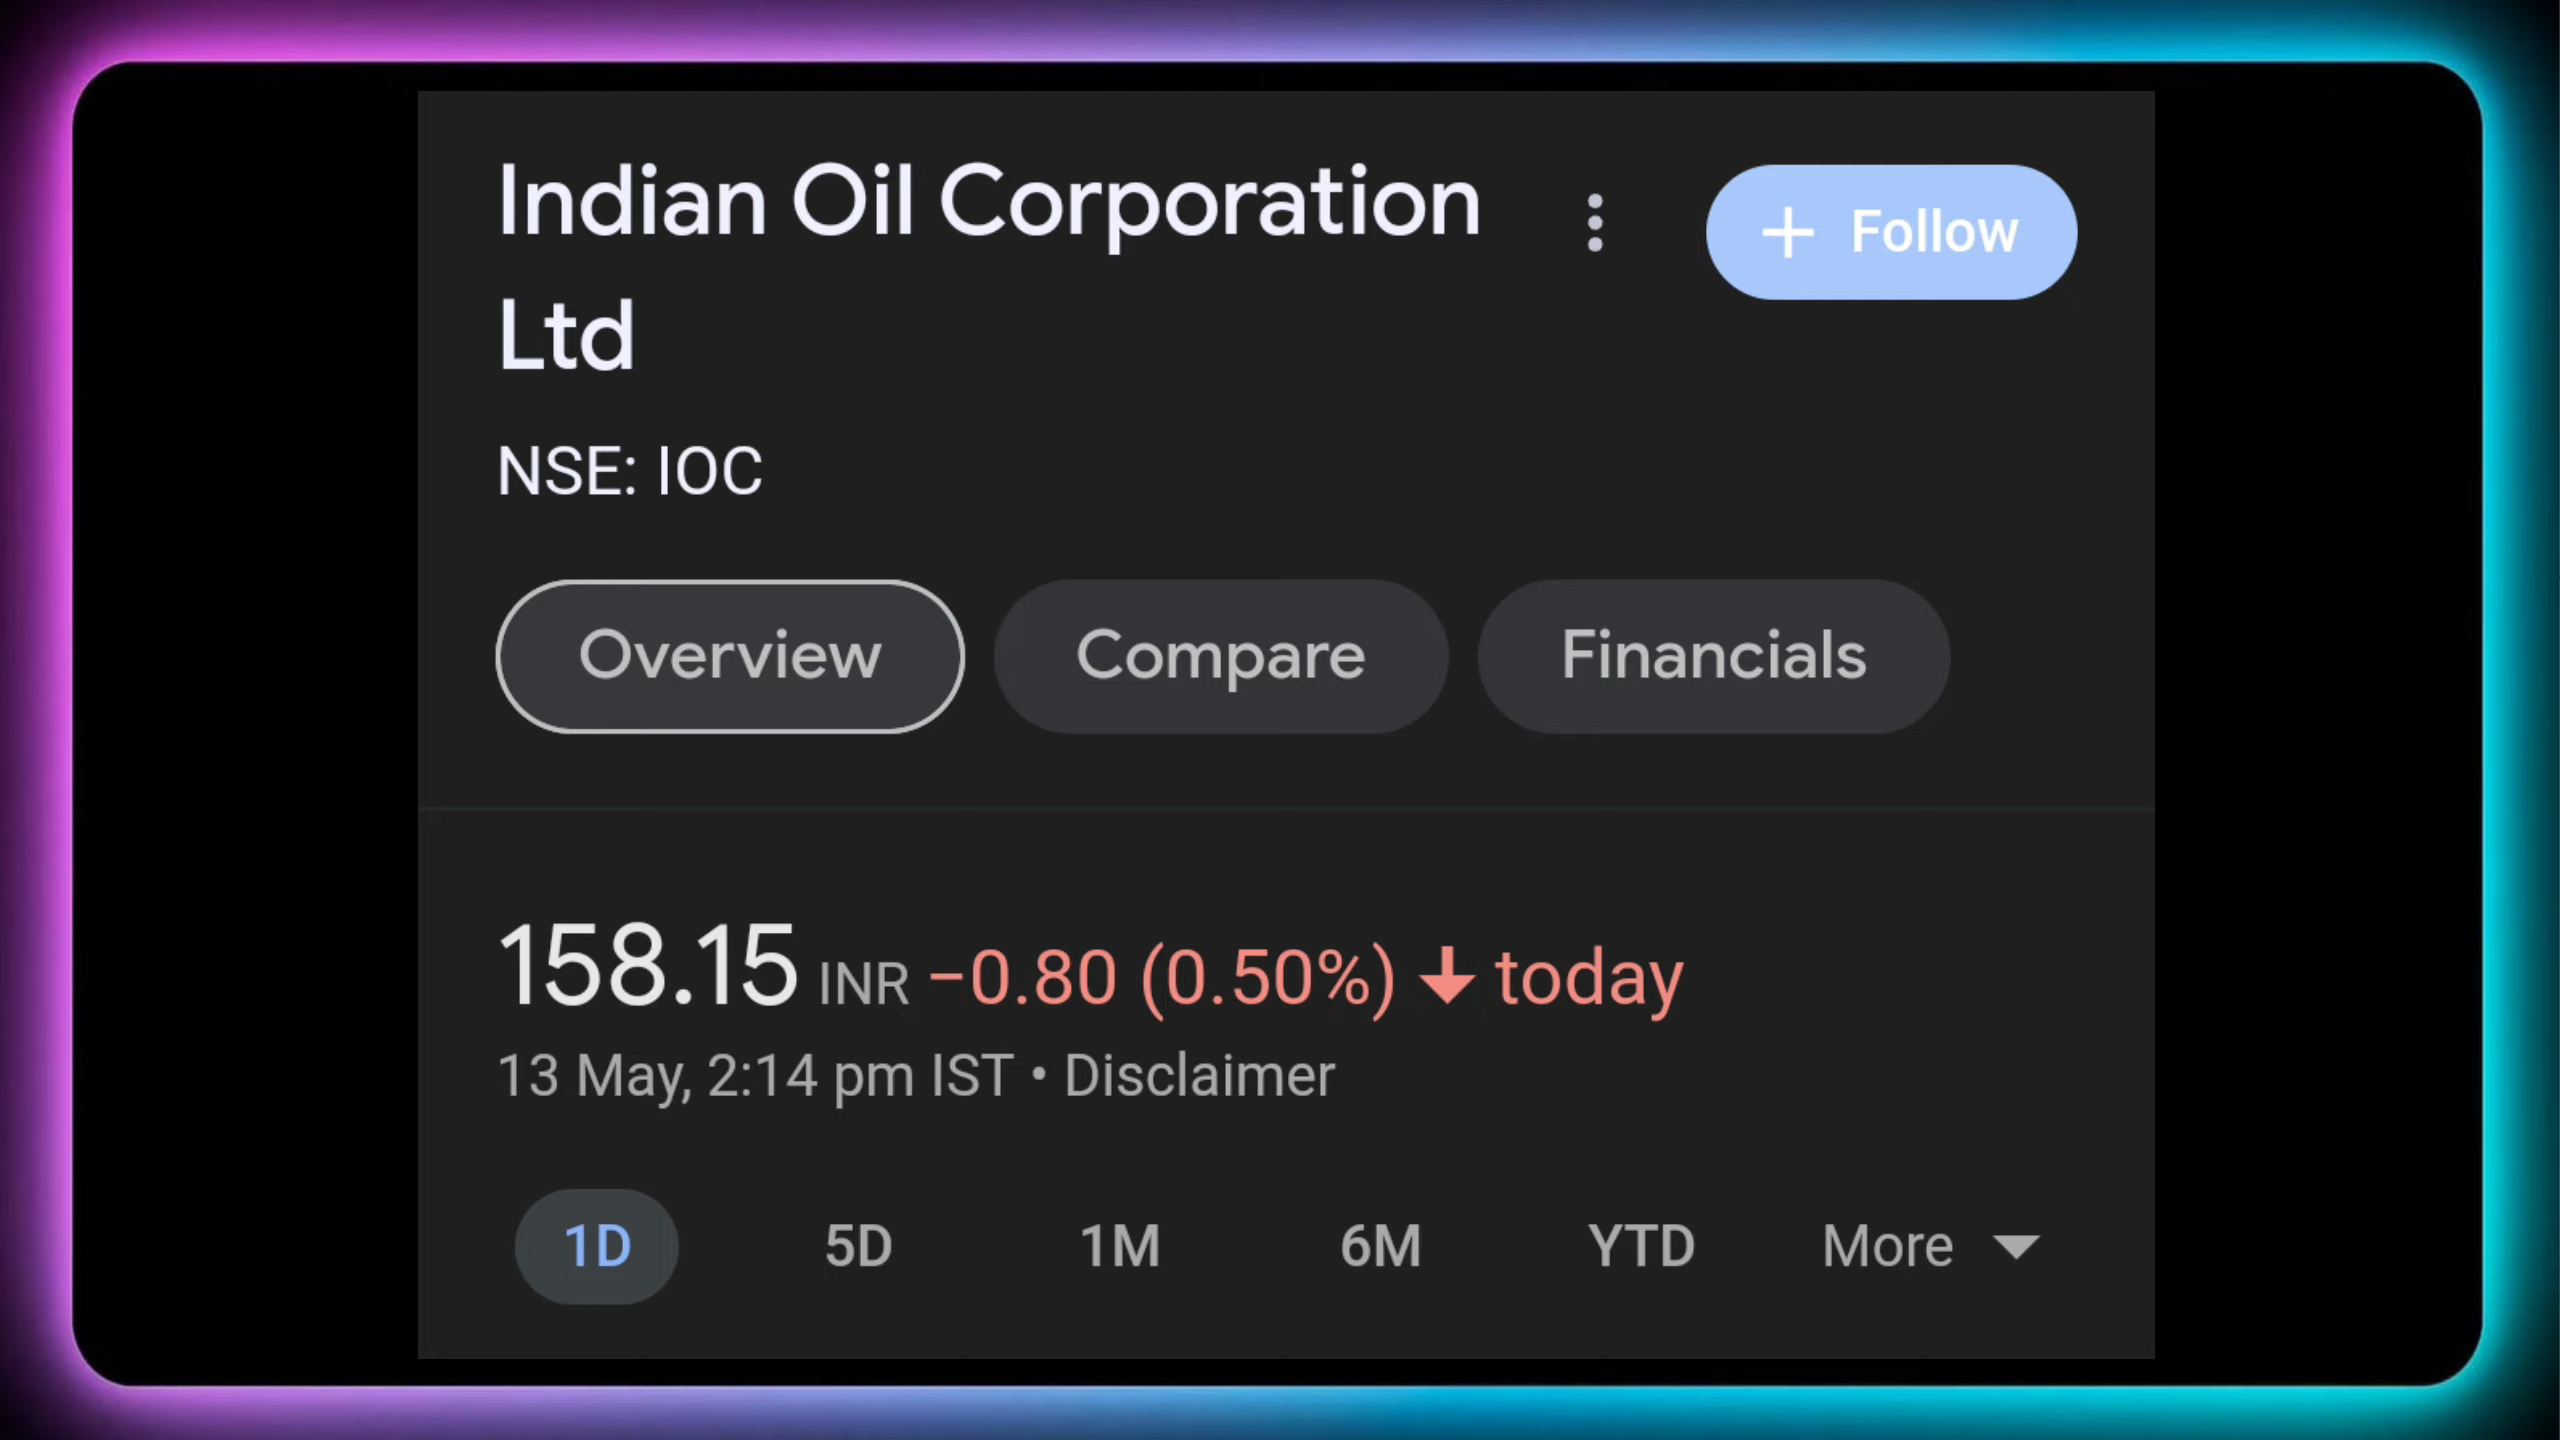 Indian Oil Corporation
Ltd
+ Follow
NSE: IOC
Overview Compare Financials
158.15 INR −0.80 (0.50%) ↓ today
13 May, 2:14 pm IST • Disclaimer
1D 5D 1M 6M YTD More